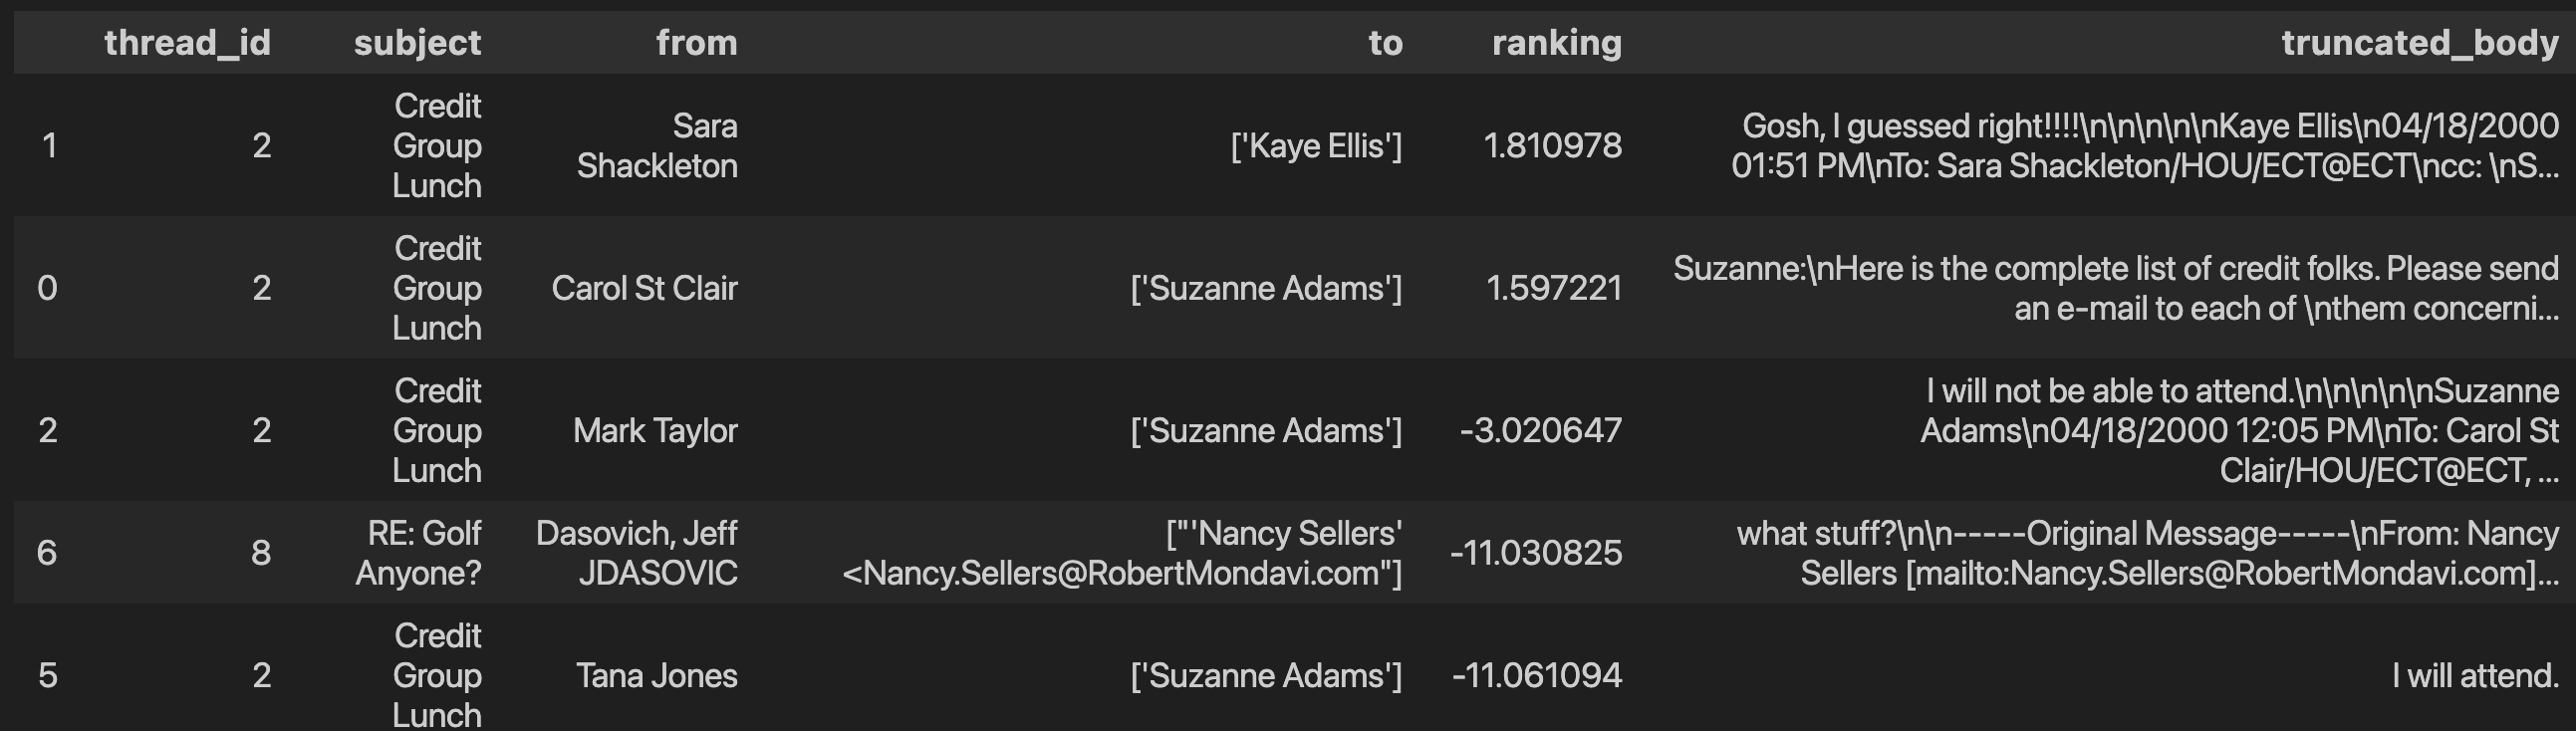 thread_id subject from to ranking truncated_body
1 2 Credit Group Lunch Sara Shackleton ['Kaye Ellis'] 1.810978 Gosh, I guessed right!!!!\n\n\n\n\nKaye Ellis\n04/18/2000 01:51 PM\nTo: Sara Shackleton/HOU/ECT@ECT\ncc: \nS...
0 2 Credit Group Lunch Carol St Clair ['Suzanne Adams'] 1.597221 Suzanne:\nHere is the complete list of credit folks. Please send an e-mail to each of \nthem concerni...
2 2 Credit Group Lunch Mark Taylor ['Suzanne Adams'] -3.020647 I will not be able to attend.\n\n\n\n\nSuzanne Adams\n04/18/2000 12:05 PM\nTo: Carol St Clair/HOU/ECT@ECT, ...
6 8 RE: Golf Anyone? Dasovich, Jeff JDASOVIC ["'Nancy Sellers' <Nancy.Sellers@RobertMondavi.com"] -11.030825 what stuff?\n\n-----Original Message-----\nFrom: Nancy Sellers [mailto:Nancy.Sellers@RobertMondavi.com]...
5 2 Credit Group Lunch Tana Jones ['Suzanne Adams'] -11.061094 I will attend.